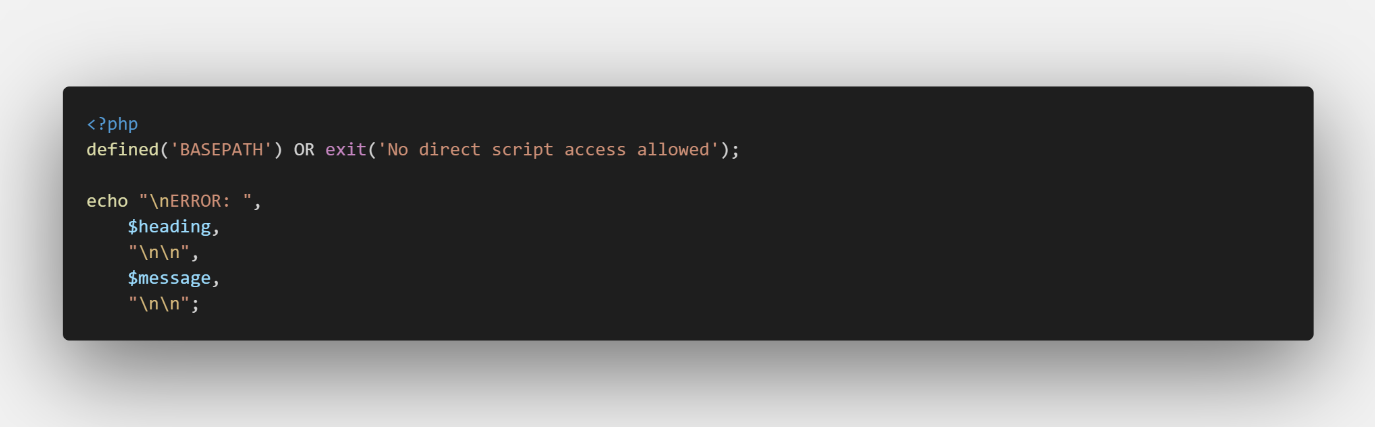 <?php
defined('BASEPATH') OR exit('No direct script access allowed');

echo "\nERROR: ",
    $heading,
    "\n\n",
    $message,
    "\n\n";